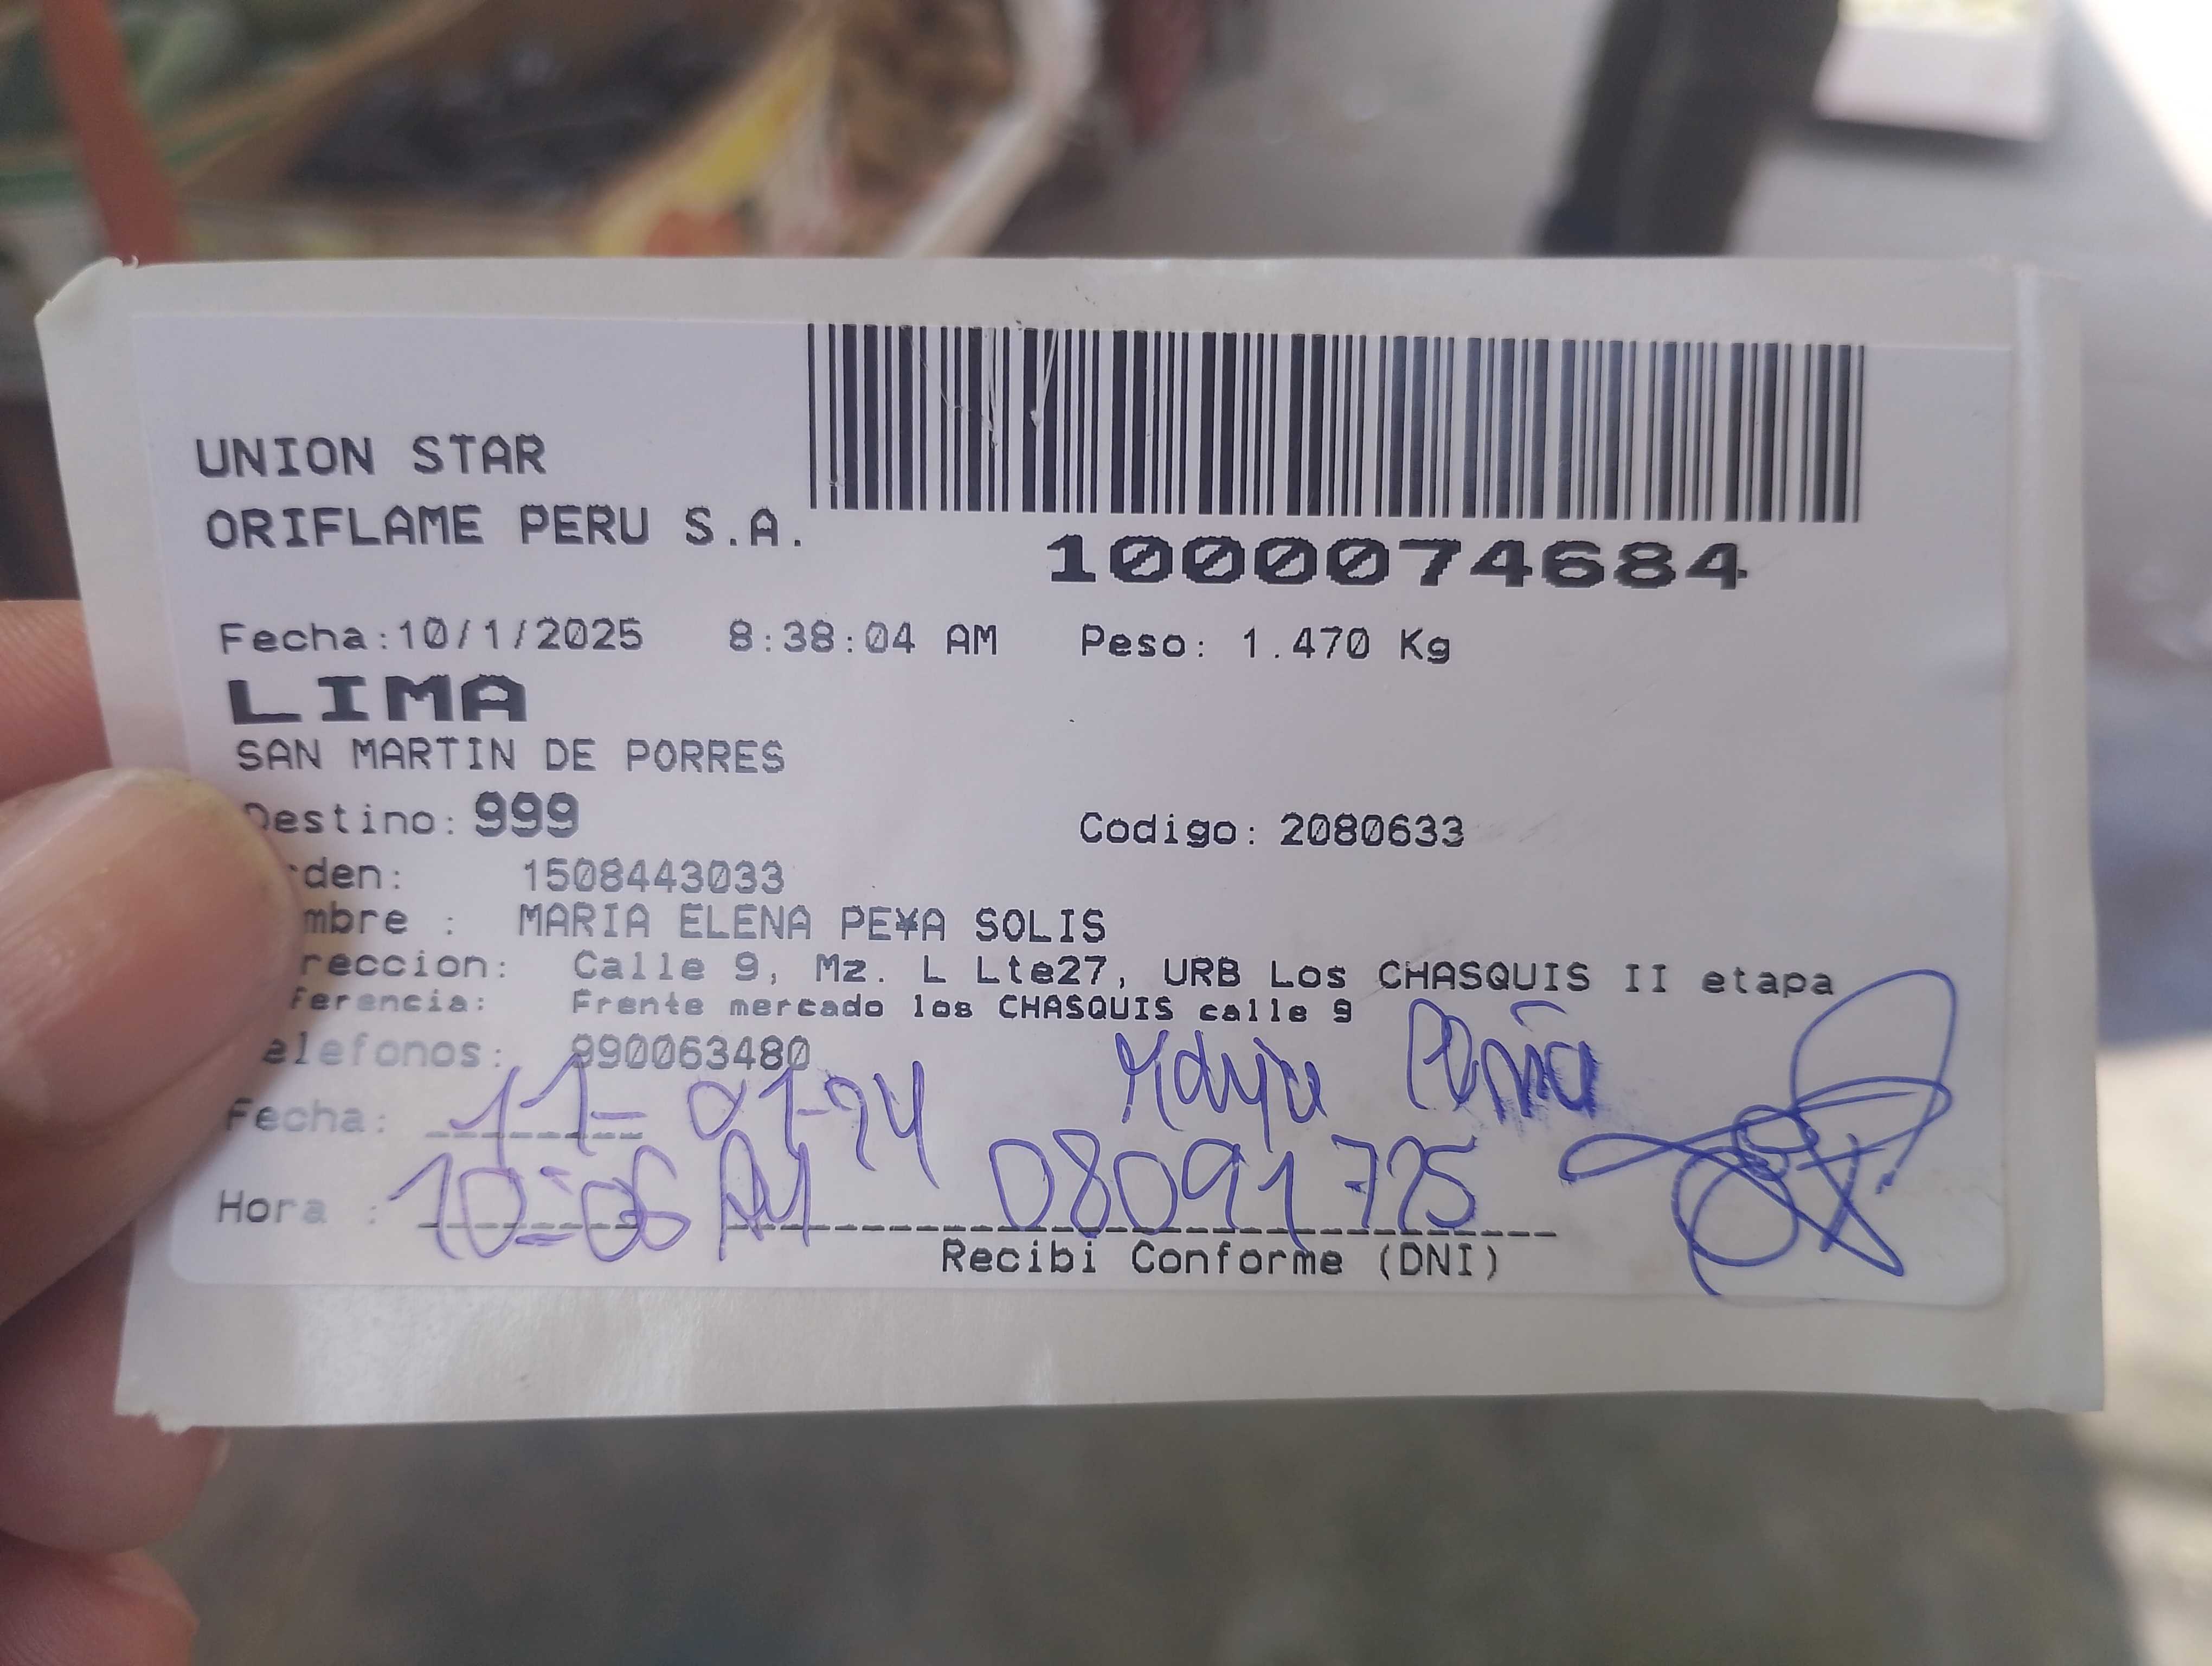 UNION STAR
ORIFLAME PERU S.A.
1000074684
Fecha:10/1/2025 8:38:04 AM Peso: 1.470 Kg
LIMA
SAN MARTIN DE PORRES
Destino: 999 Codigo: 2080633
rden: 1508443033
mbre : MARIA ELENA PE¥A SOLIS
reccion: Calle 9, Mz. L Lte27, URB Los CHASQUIS II etapa
ferencia: Frente mercado los CHASQUIS calle 9
elefonos: 990063480
Peña
Fecha: 11-01-24
Hora : 10:06 AM 08091775
Recibi Conforme (DNI)